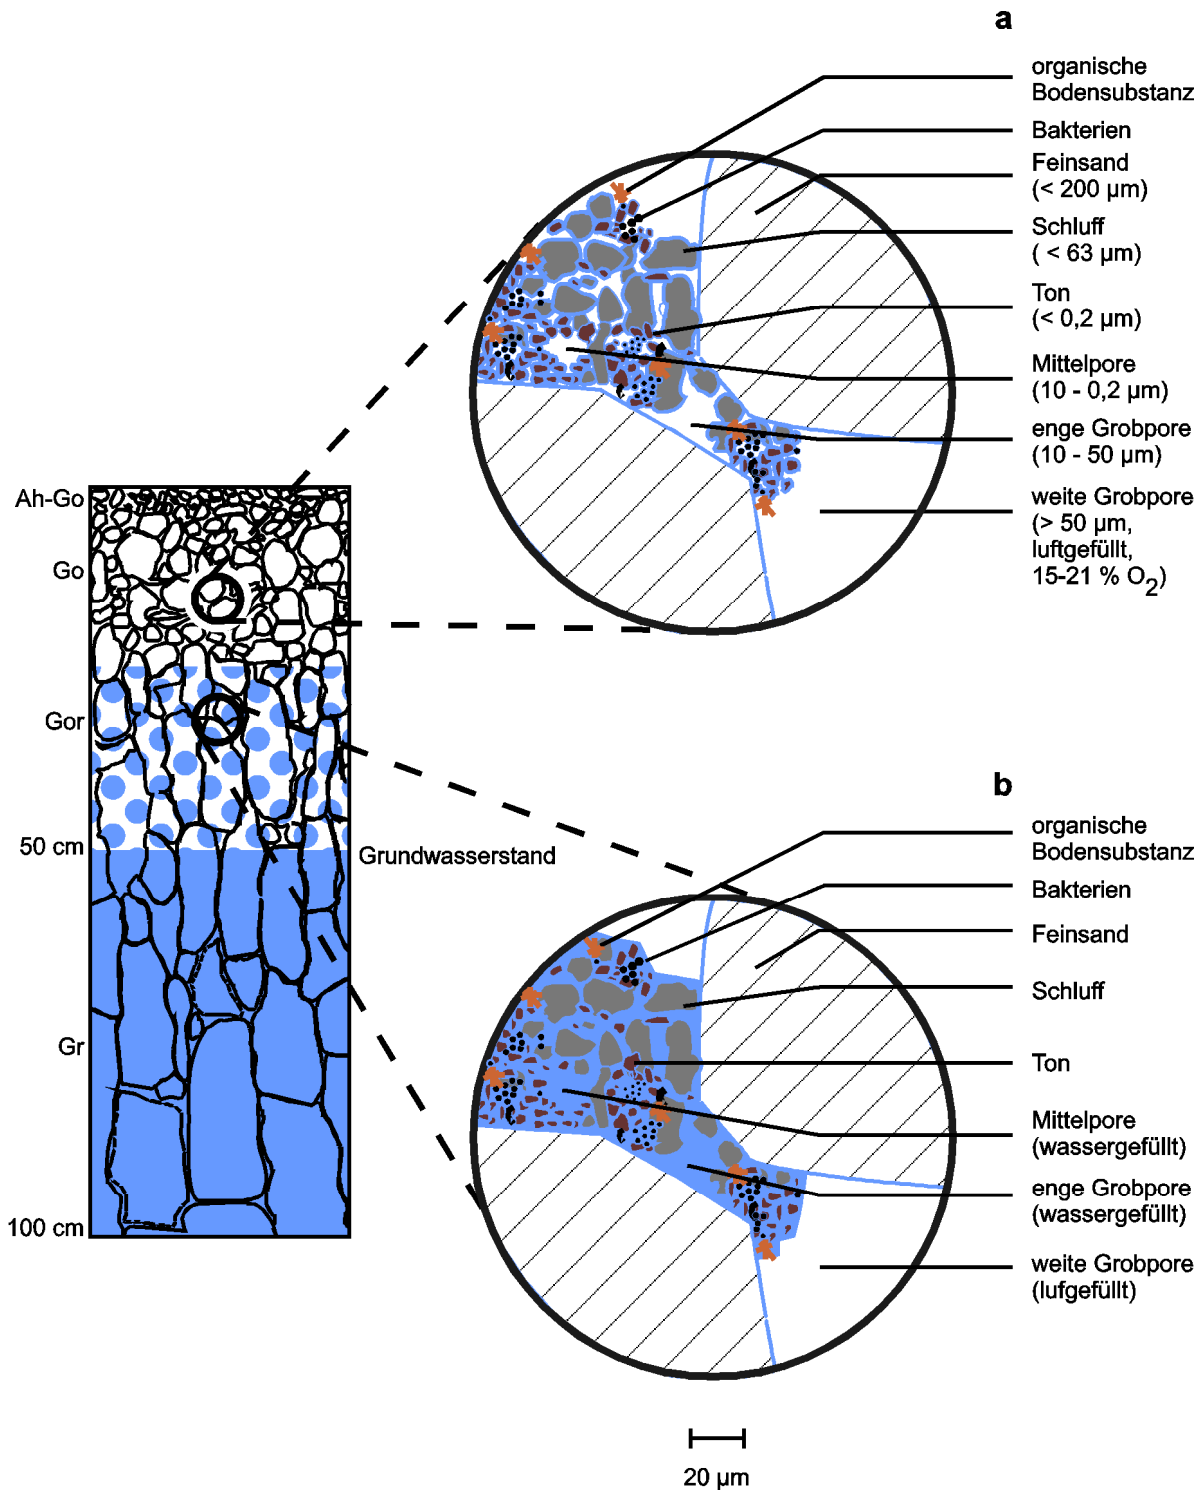 a
organische
Bodensubstanz
Bakterien
Feinsand
(< 200 µm)
Schluff
( < 63 µm)
Ton
(< 0,2 µm)
Mittelpore
(10 - 0,2 µm)
enge Grobpore
(10 - 50 µm)
weite Grobpore
(> 50 µm,
luftgefüllt,
15-21 % O2)
Ah-Go
Go
Gor
50 cm
Grundwasserstand
Gr
100 cm
b
organische
Bodensubstanz
Bakterien
Feinsand
Schluff
Ton
Mittelpore
(wassergefüllt)
enge Grobpore
(wassergefüllt)
weite Grobpore
(lufgefüllt)
20 µm